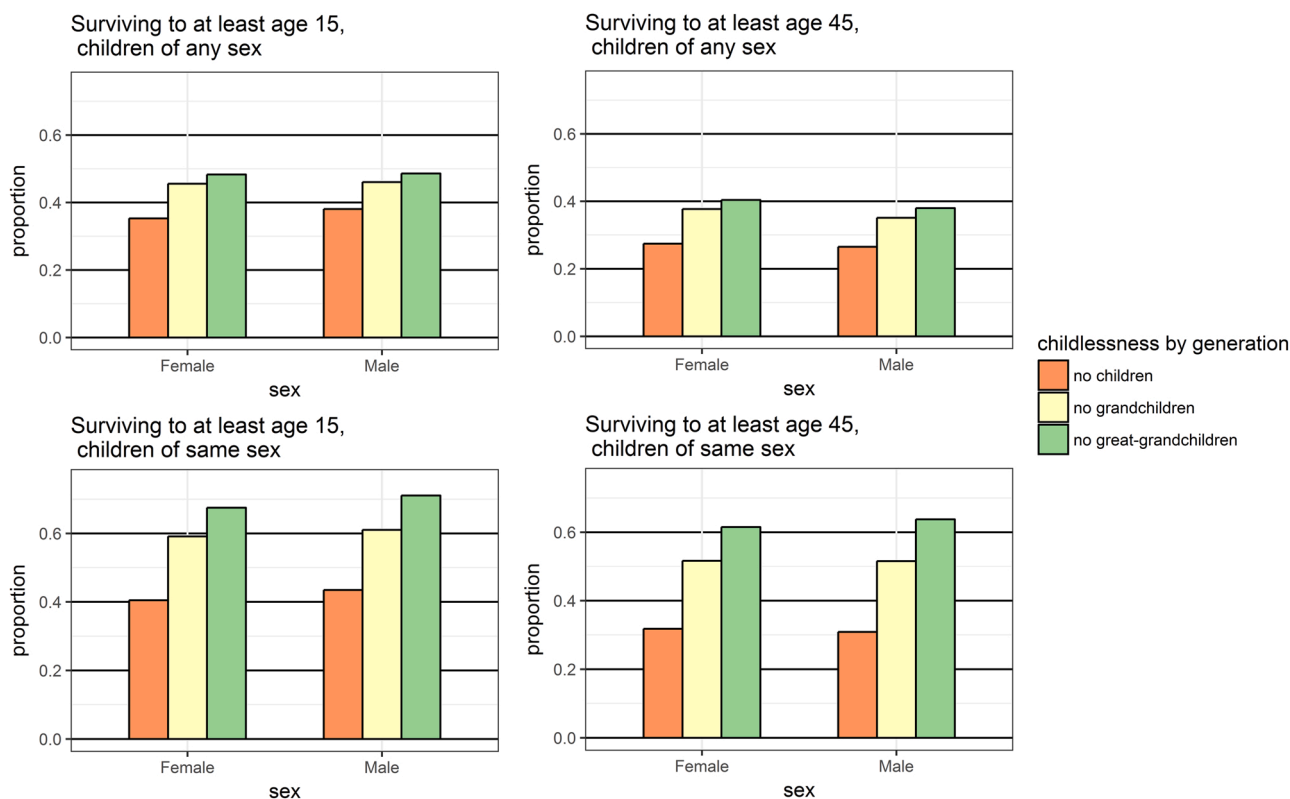 Surviving to at least age 15,
children of any sex
proportion
0.6
0.4
0.2
0.0
Female
Male
sex
Surviving to at least age 45,
children of any sex
proportion
0.6
0.4
0.2
0.0
Female
Male
sex
Surviving to at least age 15,
children of same sex
proportion
0.6
0.4
0.2
0.0
Female
Male
sex
Surviving to at least age 45,
children of same sex
proportion
0.6
0.4
0.2
0.0
Female
Male
sex
childlessness by generation
no children
no grandchildren
no great-grandchildren